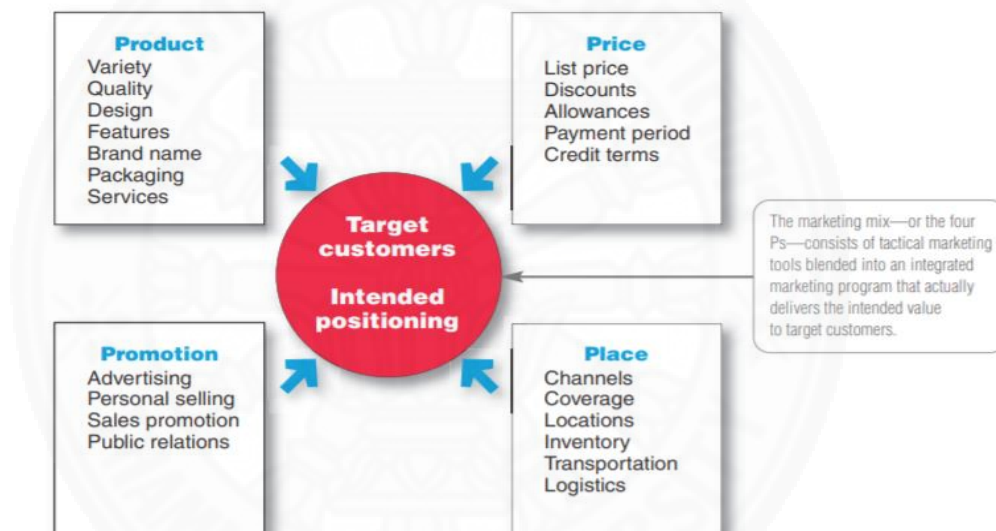 Product
Variety
Quality
Design
Features
Brand name
Packaging
Services
Price
List price
Discounts
Allowances
Payment period
Credit terms
Target
customers
Intended
positioning
The marketing mix—or the four
Ps—consists of tactical marketing
tools blended into an integrated
marketing program that actually
delivers the intended value
to target customers.
Promotion
Advertising
Personal selling
Sales promotion
Public relations
Place
Channels
Coverage
Locations
Inventory
Transportation
Logistics